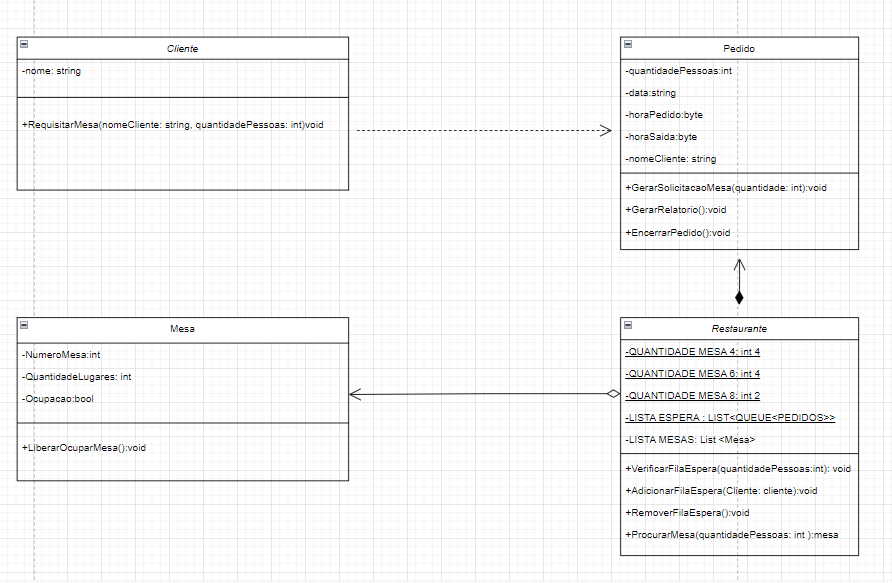 Cliente
-nome: string
+RequisitarMesa(nomeCliente: string, quantidadePessoas: int)void
Pedido
-quantidadePessoas:int
-data:string
-horaPedido:byte
-horaSaida:byte
-nomeCliente: string
+GerarSolicitacaoMesa(quantidade: int):void
+GerarRelatorio():void
+EncerrarPedido():void
Mesa
-NumeroMesa:int
-QuantidadeLugares: int
-Ocupacao:bool
+LiberarOcuparMesa():void
Restaurante
-QUANTIDADE MESA 4: int 4
-QUANTIDADE MESA 6: int 4
-QUANTIDADE MESA 8: int 2
-LISTA ESPERA : LIST<QUEUE<PEDIDOS>>
-LISTA MESAS: List <Mesa>
+VerificarFilaEspera(quantidadePessoas:int): void
+AdicionarFilaEspera(Cliente: cliente):void
+RemoverFilaEspera():void
+ProcurarMesa(quantidadePessoas: int ):mesa